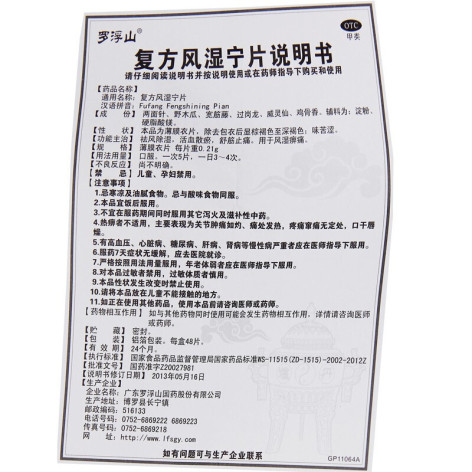 罗浮山
OTC
甲类
复方风湿宁片说明书
请仔细阅读说明书并按说明使用或在药师指导下购买和使用
【药品名称】
通用名称：复方风湿宁片
汉语拼音：Fufang Fengshining Pian
【成　份】两面针、野木瓜、宽筋藤、过岗龙、威灵仙、鸡骨香。辅料为：淀粉、
硬脂酸镁。
【性　状】本品为薄膜衣片，除去包衣后显棕褐色至深褐色；味苦涩。
【功能主治】祛风除湿，活血散瘀，舒筋止痛。用于风湿痹痛。
【规　格】薄膜衣片 每片重0.21g
【用法用量】口服。一次5片，一日3～4次。
【不良反应】尚不明确。
【禁　忌】儿童、孕妇禁用。
【注意事项】
1.忌寒凉及油腻食物。忌与酸味食物同服。
2.本品宜饭后服用。
3.不宜在服药期间同时服用其它泻火及滋补性中药。
4.热痹者不适用，主要表现为关节肿痛如灼、痛处发热，疼痛窜痛无定处，口干唇
燥。
5.有高血压、心脏病、糖尿病、肝病、肾病等慢性病严重者应在医师指导下服用。
6.服药7天症状无缓解，应去医院就诊。
7.严格按照用法用量服用，年老体弱者应在医师指导下服用。
8.对本品过敏者禁用，过敏体质者慎用。
9.本品性状发生改变时禁止使用。
10.请将本品放在儿童不能接触的地方。
11.如正在使用其他药品，使用本品前请咨询医师或药师。
【药物相互作用】如与其他药物同时使用可能会发生药物相互作用，详情请咨询医师
或药师。
【贮　藏】密封。
【包　装】铝箔包装。每盒48片。
【有 效 期】24个月。
【执行标准】国家食品药品监督管理局国家药品标准WS-11515(ZD-1515)-2002-2012Z
【批准文号】国药准字Z20027981
【说明书修订日期】2013年05月16日
【生产企业】
企业名称：广东罗浮山国药股份有限公司
生产地址：博罗县长宁镇
邮政编码：516133
电话号码：0752-6869222 6869223
传真号码：0752-6869218
网　　址：http://www.lfsgy.com
如有问题可与生产企业联系
GP11064A